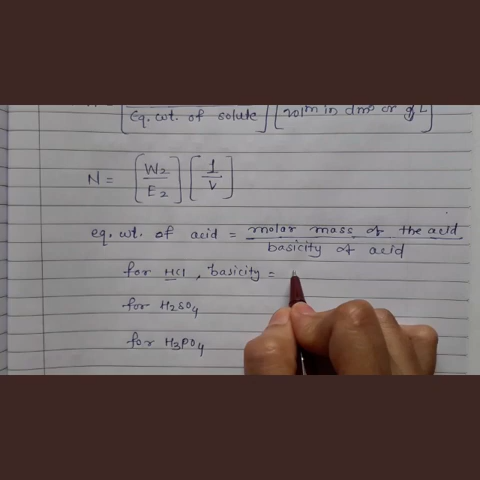 [Eq. wt. of solute] [volm in dm³ or L]
N = [W₂/E₂] [1/V]
eq. wt. of acid = molar mass of the acid / basicity of acid
for HCl, basicity =
for H₂SO₄
for H₃PO₄